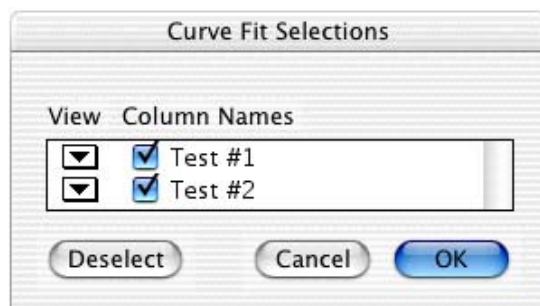 Curve Fit Selections
View Column Names
Test #1
Test #2
Deselect Cancel OK